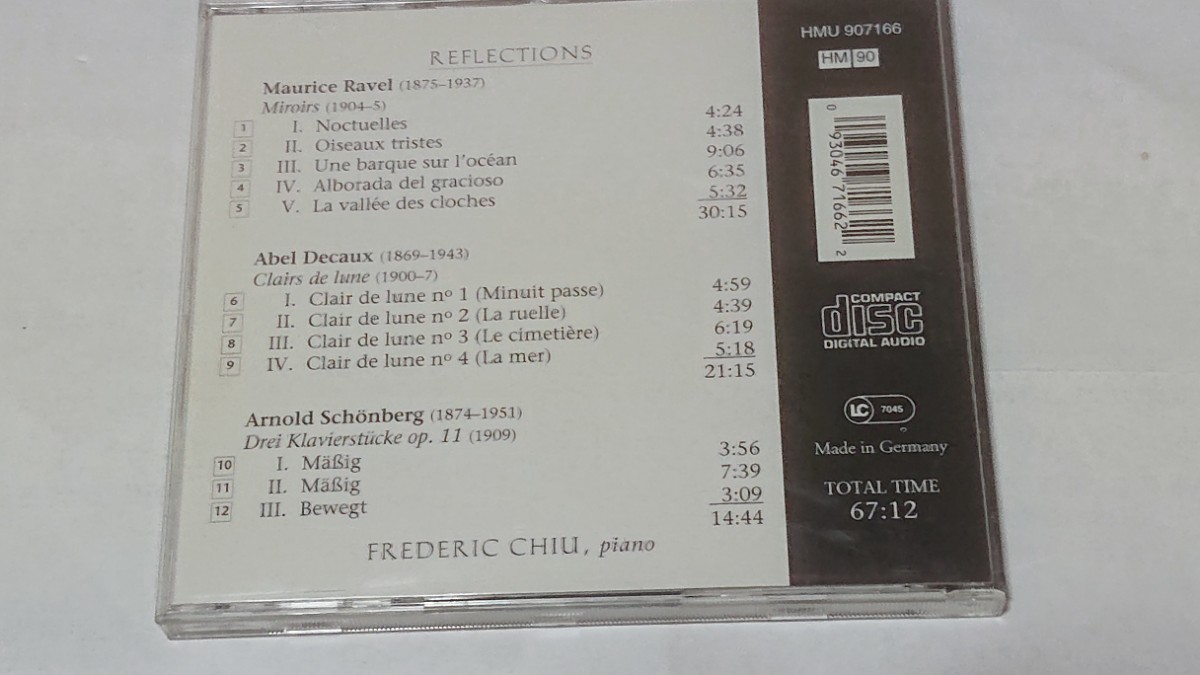 REFLECTIONS
Maurice Ravel (1875–1937)
Miroirs (1904–5)
1 I. Noctuelles 4:24
2 II. Oiseaux tristes 4:38
3 III. Une barque sur l'océan 9:06
4 IV. Alborada del gracioso 6:35
5 V. La vallée des cloches 5:32
30:15
Abel Decaux (1869–1943)
Clairs de lune (1900–7)
6 I. Clair de lune nº 1 (Minuit passe) 4:59
7 II. Clair de lune nº 2 (La ruelle) 4:39
8 III. Clair de lune nº 3 (Le cimetière) 6:19
9 IV. Clair de lune nº 4 (La mer) 5:18
21:15
Arnold Schönberg (1874–1951)
Drei Klavierstücke op. 11 (1909)
10 I. Mäßig 3:56
11 II. Mäßig 7:39
12 III. Bewegt 3:09
14:44
FREDERIC CHIU, piano
HMU 907166
HM 90
0 93046 71662 2
COMPACT
disc
DIGITAL AUDIO
LC 7045
Made in Germany
TOTAL TIME
67:12